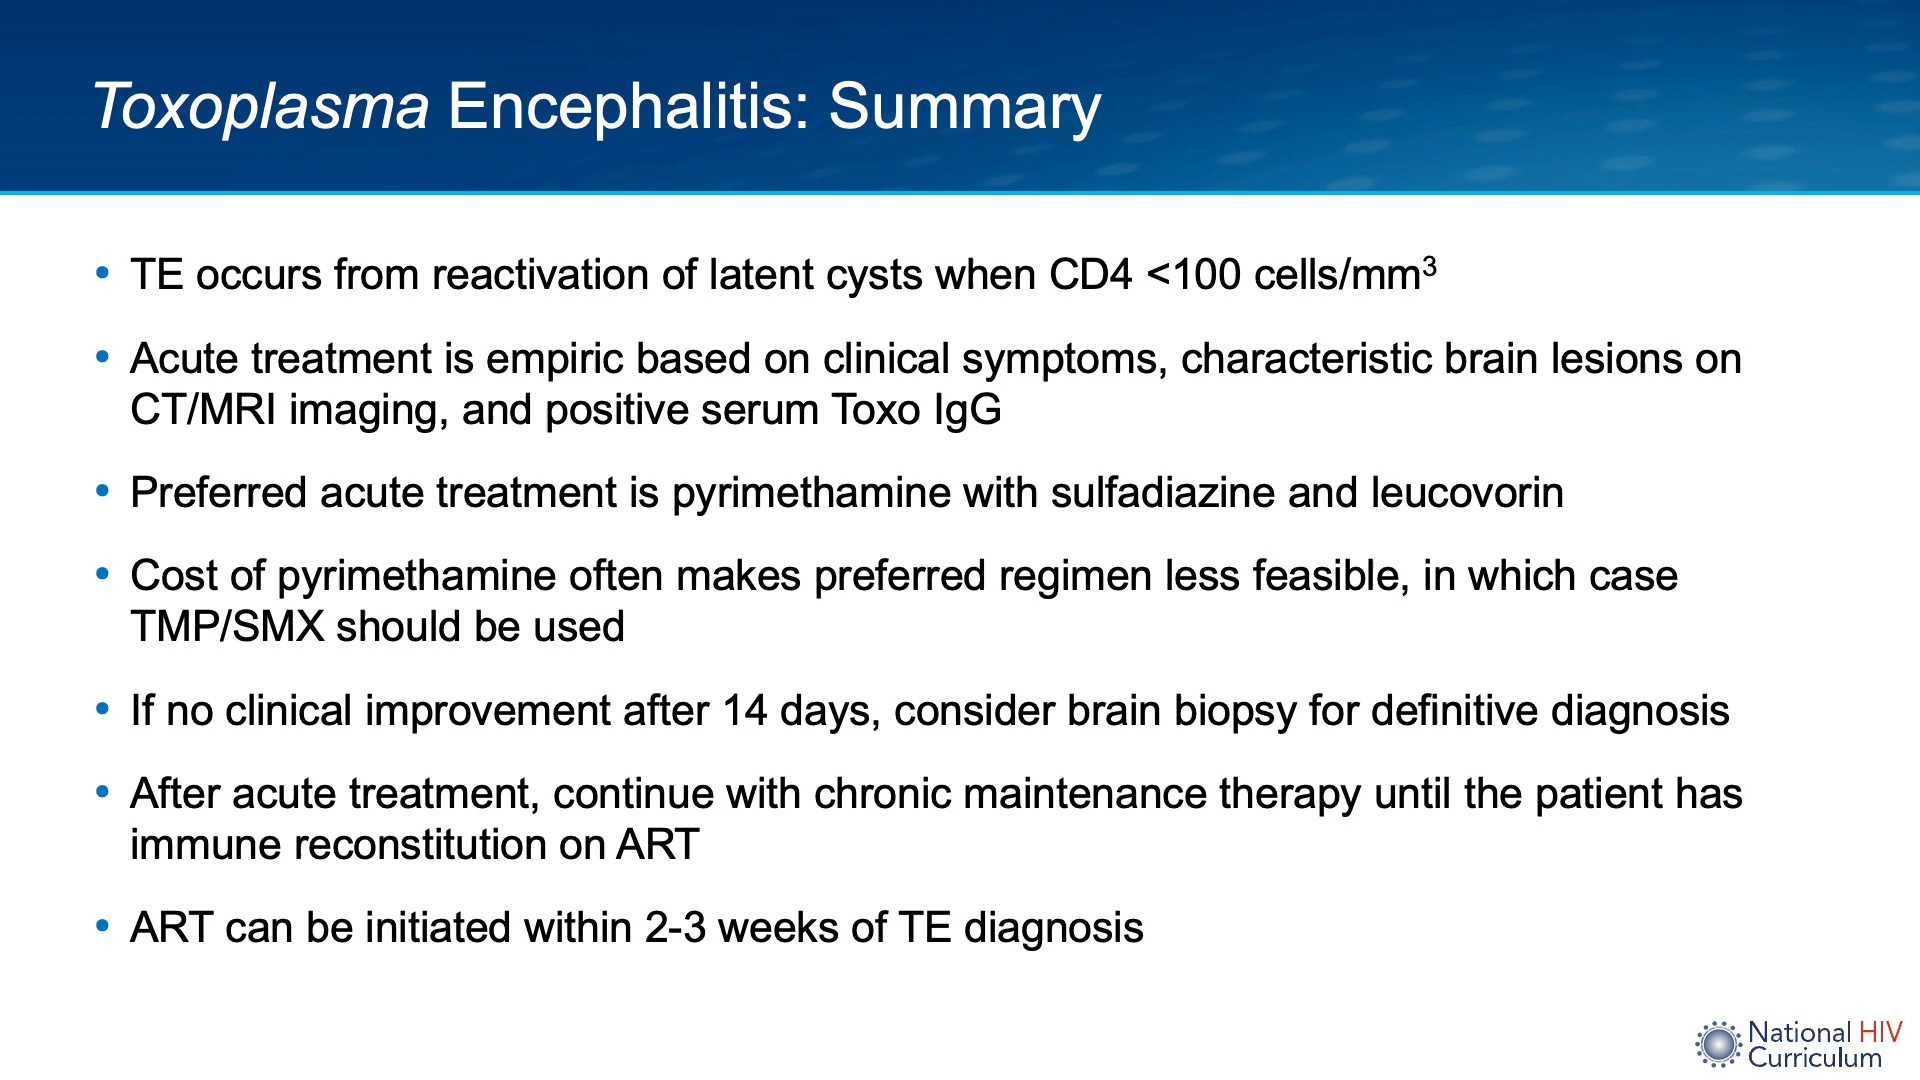 Toxoplasma Encephalitis: Summary
• TE occurs from reactivation of latent cysts when CD4 <100 cells/mm³
• Acute treatment is empiric based on clinical symptoms, characteristic brain lesions on
CT/MRI imaging, and positive serum Toxo IgG
• Preferred acute treatment is pyrimethamine with sulfadiazine and leucovorin
• Cost of pyrimethamine often makes preferred regimen less feasible, in which case
TMP/SMX should be used
• If no clinical improvement after 14 days, consider brain biopsy for definitive diagnosis
• After acute treatment, continue with chronic maintenance therapy until the patient has
immune reconstitution on ART
• ART can be initiated within 2-3 weeks of TE diagnosis
National HIV
Curriculum